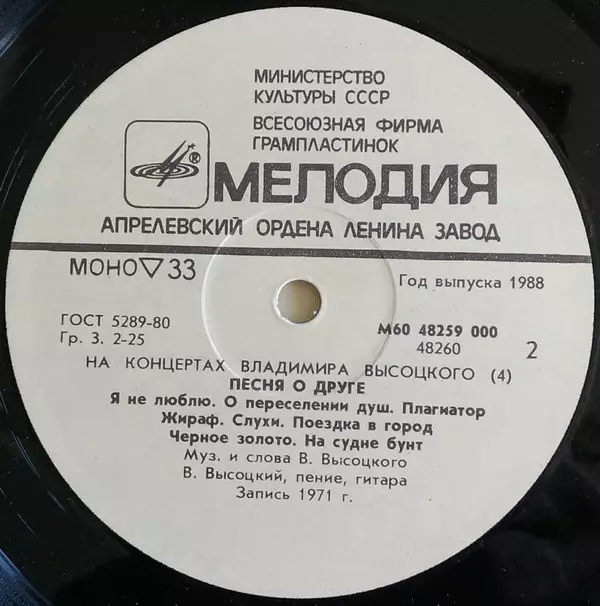 МИНИСТЕРСТВО
КУЛЬТУРЫ СССР
ВСЕСОЮЗНАЯ ФИРМА
ГРАМПЛАСТИНОК
®
МЕЛОДИЯ
АПРЕЛЕВСКИЙ ОРДЕНА ЛЕНИНА ЗАВОД
МОНО ▽ 33
Год выпуска 1988
ГОСТ 5289-80
Гр. 3. 2-25
М60 48259 000
48260
2
НА КОНЦЕРТАХ ВЛАДИМИРА ВЫСОЦКОГО (4)
ПЕСНЯ О ДРУГЕ
Я не люблю. О переселении душ. Плагиатор
Жираф. Слухи. Поездка в город
Черное золото. На судне бунт
Муз. и слова В. Высоцкого
В. Высоцкий, пение, гитара
Запись 1971 г.